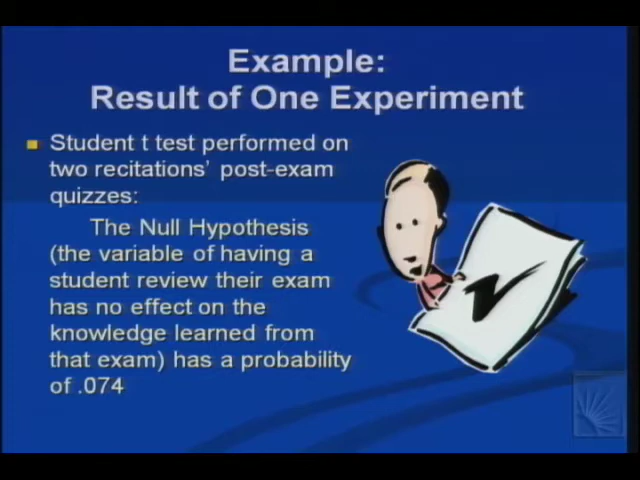 Example:
Result of One Experiment
Student t test performed on
two recitations' post-exam
quizzes:
The Null Hypothesis
(the variable of having a
student review their exam
has no effect on the
knowledge learned from
that exam) has a probability
of .074